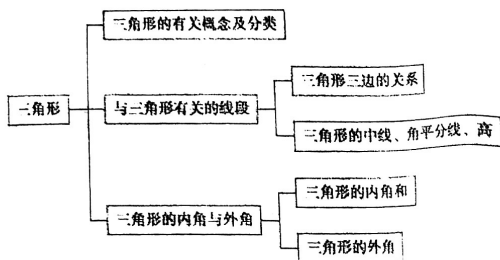 三角形
三角形的有关概念及分类
与三角形有关的线段
三角形三边的关系
三角形的中线、角平分线、高
三角形的内角与外角
三角形的内角和
三角形的外角